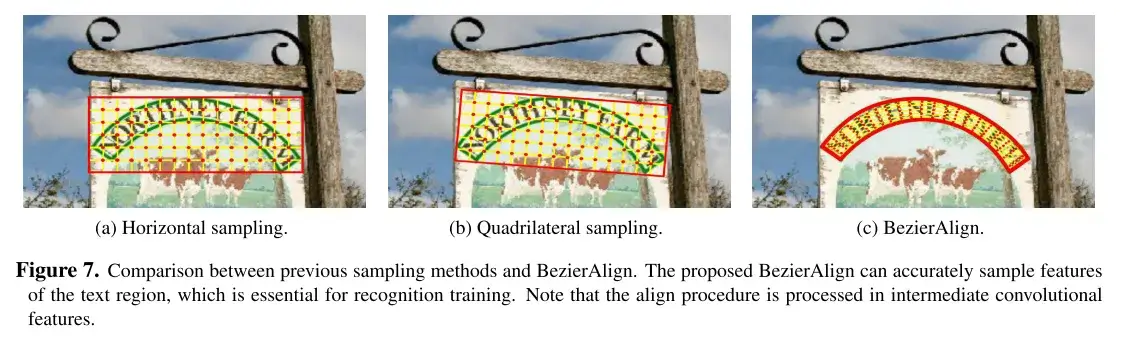 (a) Horizontal sampling.
(b) Quadrilateral sampling.
(c) BezierAlign.
Figure 7. Comparison between previous sampling methods and BezierAlign. The proposed BezierAlign can accurately sample features
of the text region, which is essential for recognition training. Note that the align procedure is processed in intermediate convolutional
features.